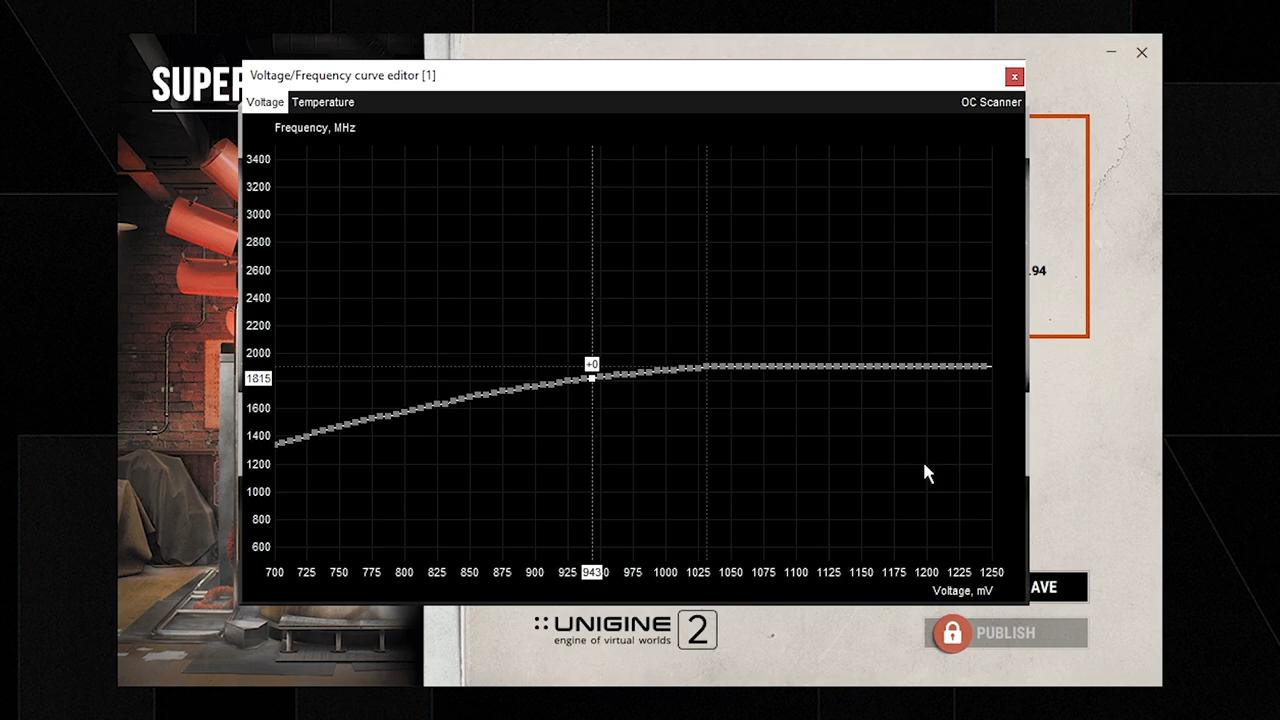 SUPER
Voltage/Frequency curve editor [1]
x
Voltage Temperature OC Scanner
Frequency, MHz
3400
3200
3000
2800
2600
2400
2200
2000
+0
1815
1600
1400
1200
1000
800
600
.94
700 725 750 775 800 825 850 875 900 925 943 975 1000 1025 1050 1075 1100 1125 1150 1175 1200 1225 1250
Voltage, mV
AVE
UNIGINE 2
engine of virtual worlds
PUBLISH